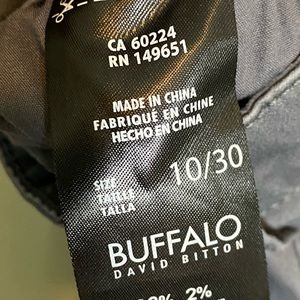 CA 60224
RN 149651
MADE IN CHINA
FABRIQUÉ EN CHINE
HECHO EN CHINA
SIZE
TAILLE
TALLA
10/30
BUFFALO
DAVID BITTON
2%